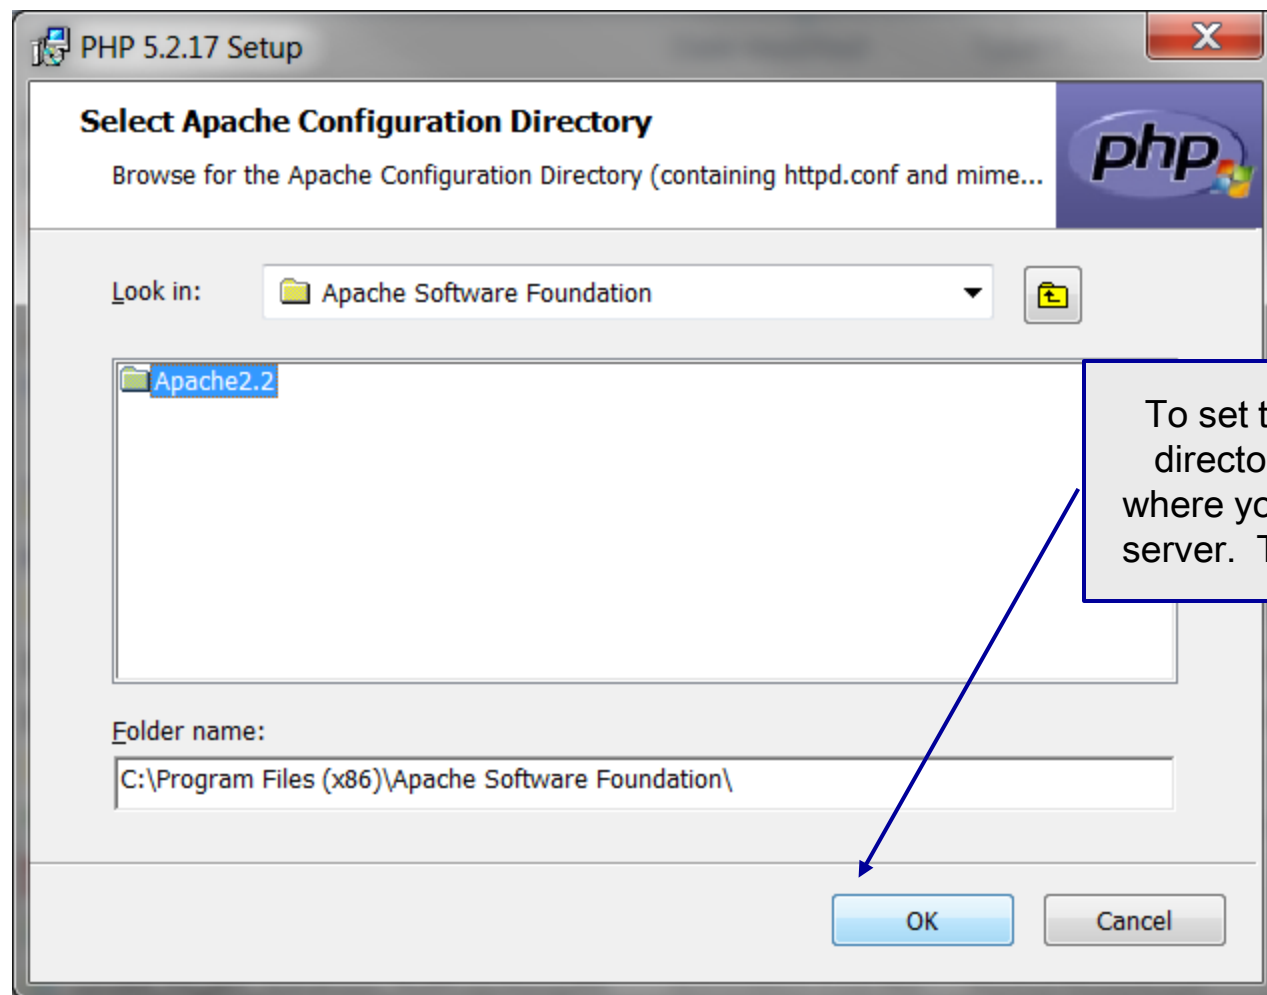 PHP 5.2.17 Setup
X
Select Apache Configuration Directory
Browse for the Apache Configuration Directory (containing httpd.conf and mime...
php
Look in:
Apache Software Foundation
Apache2.2
To set t
directo
where yo
server. T
Folder name:
C:\Program Files (x86)\Apache Software Foundation\
OK
Cancel